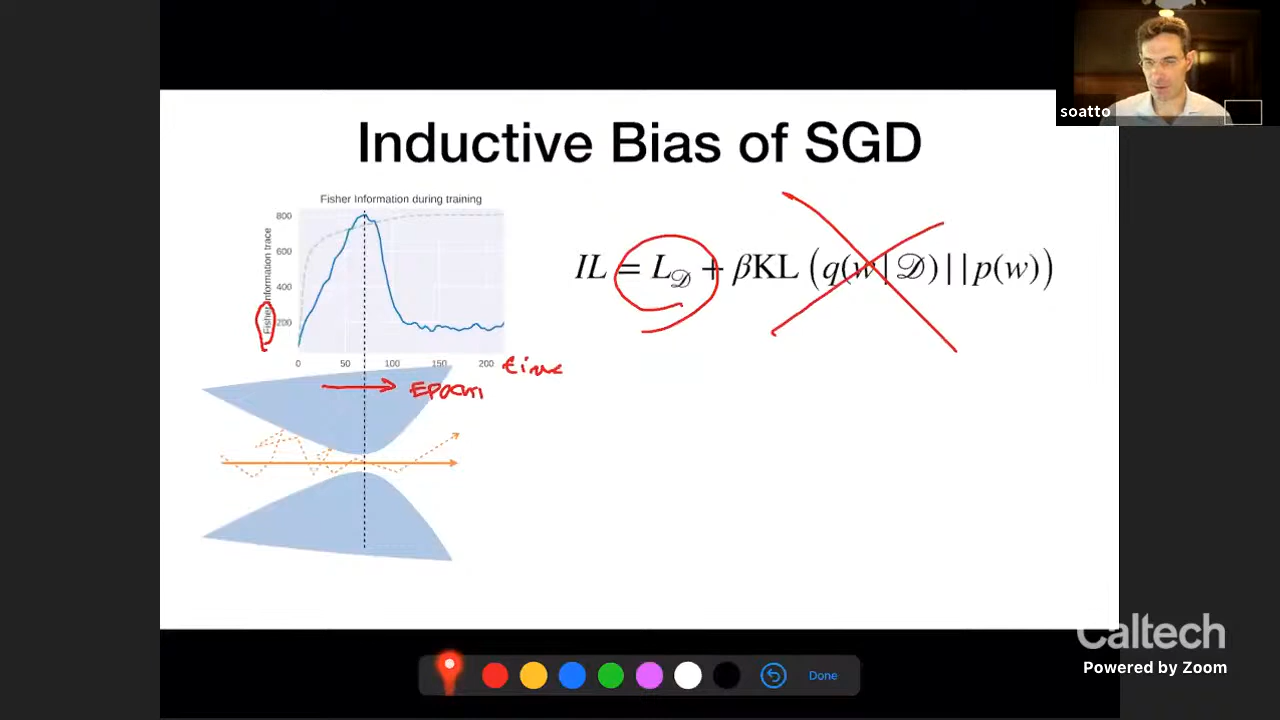 soatto
Inductive Bias of SGD
Fisher Information during training
800
600
400
200
Fisher Information trace
0 50 100 150 200
time
Epoch
IL = L_𝒟 + βKL (q(w|𝒟)||p(w))
Caltech
Powered by Zoom
Done